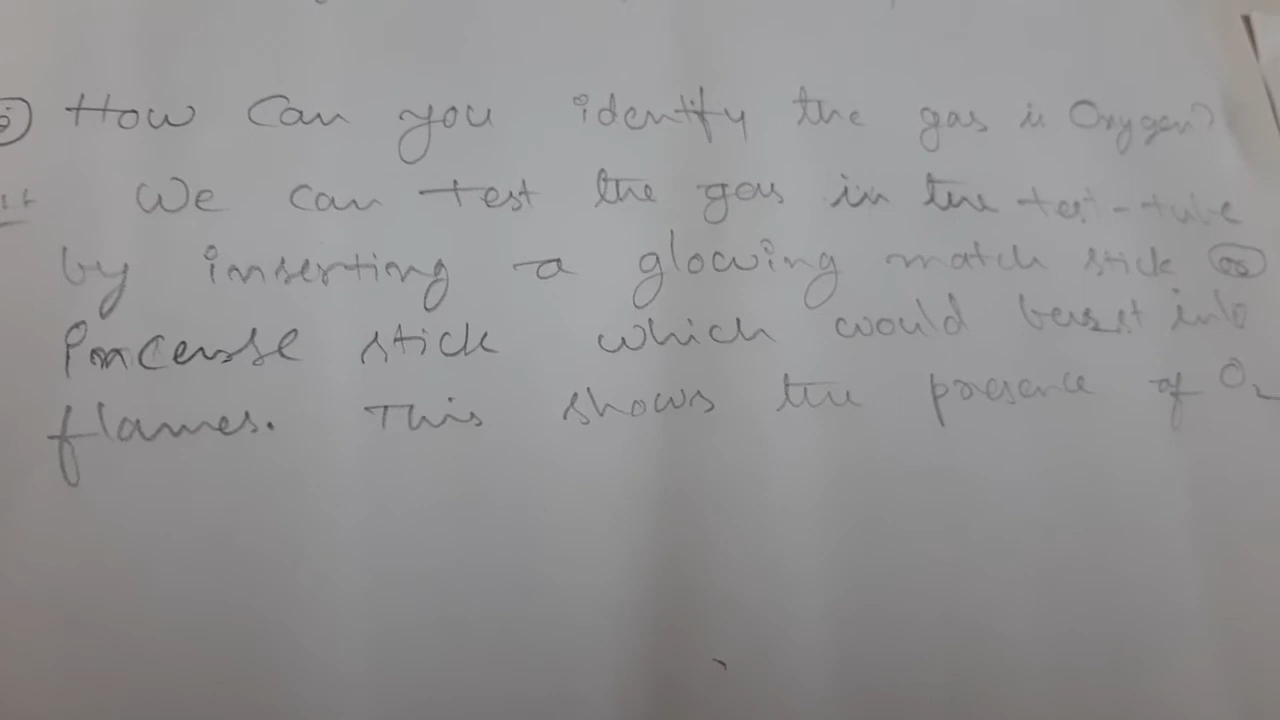 How can you identify the gas is Oxygen?
We can test the gas in the test-tube
by inserting a glowing match stick or
incense stick which would burst into
flames. This shows the presence of O₂